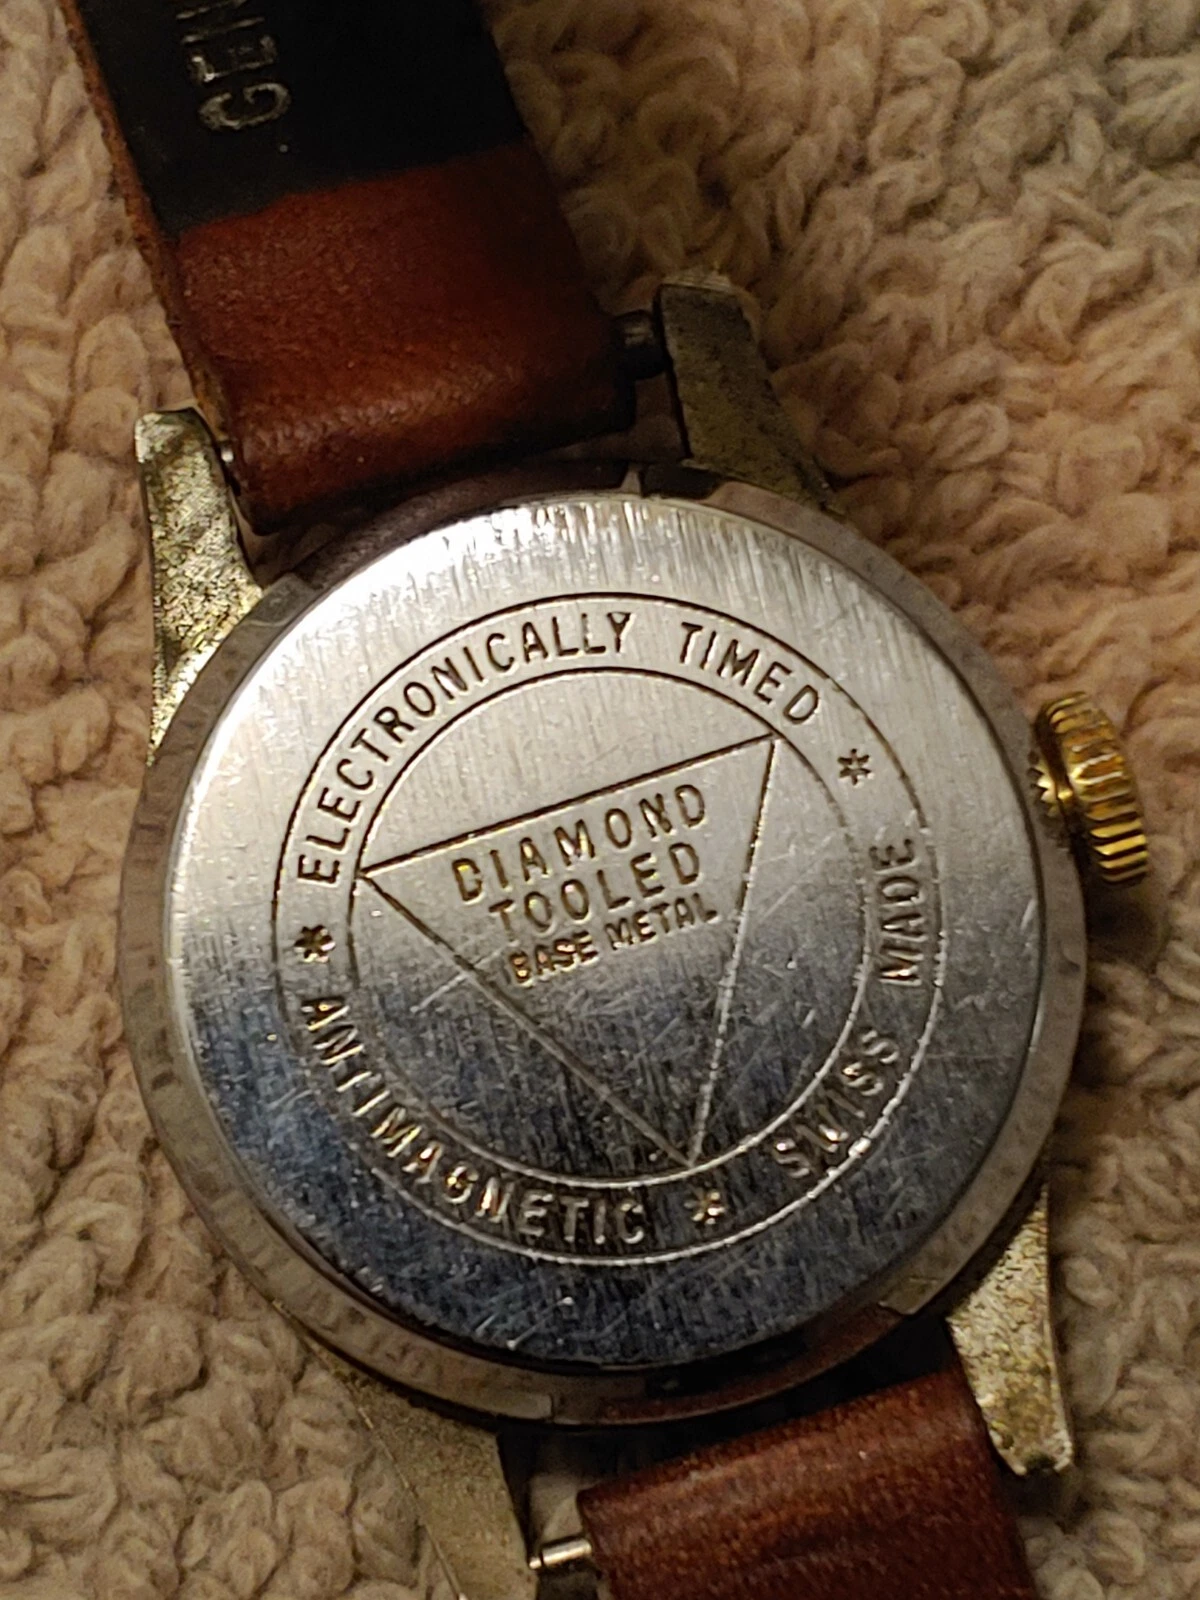 ELECTRONICALLY TIMED *
SWISS MADE *
ANTIMAGNETIC *
DIAMOND
TOOLED
BASE METAL